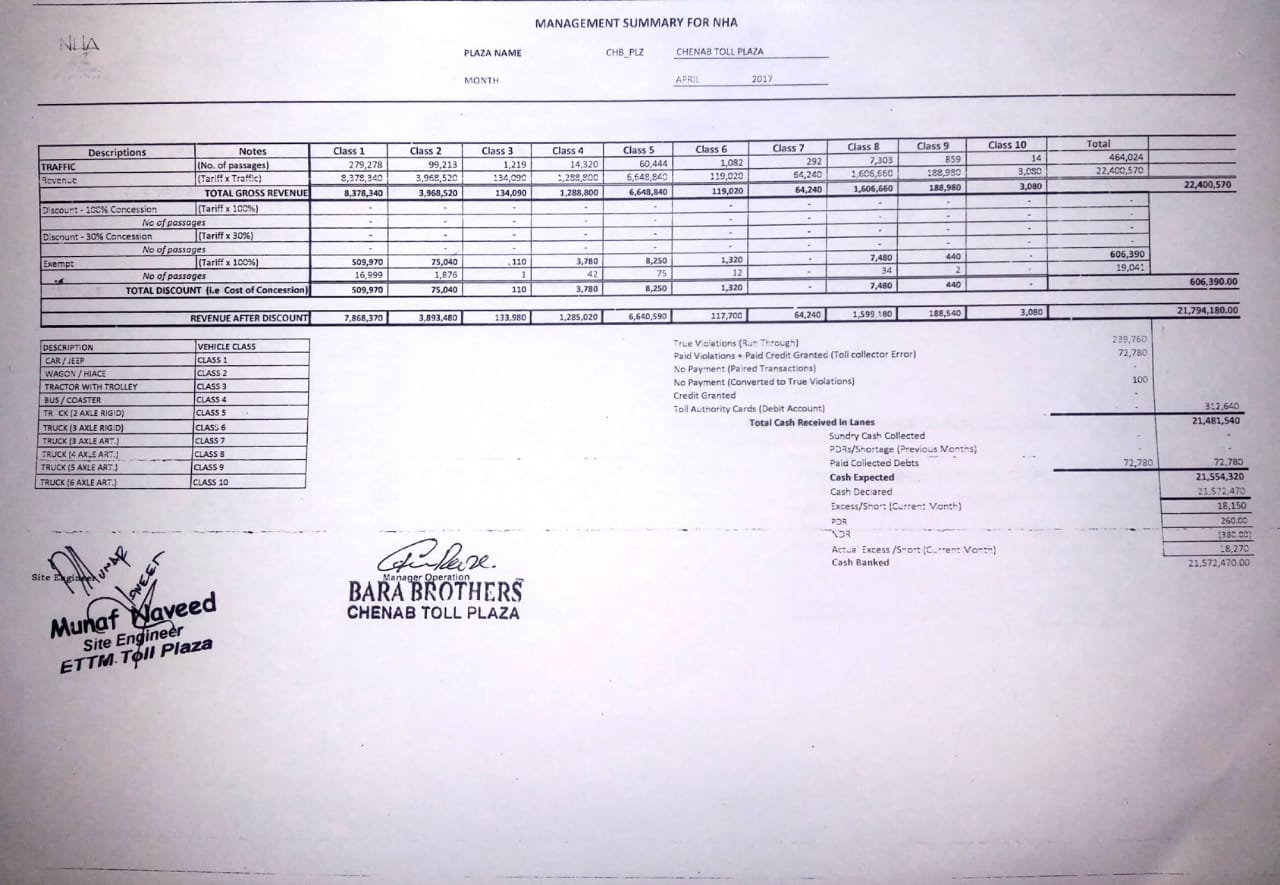 MANAGEMENT SUMMARY FOR NHA
NHA
PLAZA NAME CHB_PLZ CHENAB TOLL PLAZA
MONTH APRIL 2017
Descriptions Notes Class 1 Class 2 Class 3 Class 4 Class 5 Class 6 Class 7 Class 8 Class 9 Class 10 Total
TRAFFIC (No. of passages) 279,278 99,213 1,219 14,320 60,444 1,082 292 7,303 859 14 464,024
Revenue (Tariff x Traffic) 8,378,340 3,968,520 134,090 1,288,800 6,648,840 119,020 64,240 1,606,660 188,980 3,080 22,400,570
TOTAL GROSS REVENUE 8,378,340 3,968,520 134,090 1,288,800 6,648,840 119,020 64,240 1,606,660 188,980 3,080 22,400,570
Discount - 100% Concession (Tariff x 100%) - - - - - - - - - - -
No of passages - - - - - - - - - - -
Discount - 30% Concession (Tariff x 30%) - - - - - - - - - - -
No of passages - - - - - - - - - - -
Exempt (Tariff x 100%) 509,970 75,040 110 3,780 8,250 1,320 - 7,480 440 - 606,390
No of passages 16,999 1,876 1 42 75 12 34 2 19,041
TOTAL DISCOUNT (i.e Cost of Concesrion) 509,970 75,040 110 3,780 8,250 1,320 - 7,480 440 - 606,390.00
REVENUE AFTER DISCOUNT 7,868,370 3,893,480 133,980 1,285,020 6,640,590 117,700 64,240 1,599,180 188,540 3,080 21,794,180.00
DESCRIPTION VEHICLE CLASS
CAR / JEEP CLASS 1
WAGON / HIACE CLASS 2
TRACTOR WITH TROLLEY CLASS 3
BUS / COASTER CLASS 4
TR CK (2 AXLE RIGID) CLASS 5
TRUCK (3 AXLE RIGID) CLASS 6
TRUCK (3 AXLE ART.) CLASS 7
TRUCK (4 AXLE ART.) CLASS 8
TRUCK (5 AXLE ART.) CLASS 9
TRUCK (6 AXLE ART.) CLASS 10
True Violations (Run Through) 239,760
Paid Violations + Paid Credit Granted (Toll collector Error) 72,780
No Payment (Paired Transactions) -
No Payment (Converted to True Violations) 100
Credit Granted -
Toll Authority Cards (Debit Account) - 312,640
Total Cash Received in Lanes 21,481,540
Sundry Cash Collected - -
PDRs/Shortage (Previous Months) - -
Paid Collected Debts 72,780 72,780
Cash Expected 21,554,320
Cash Declared 21,572,470
Excess/Short (Current Month) 18,150
PDR 260.00
NDR (380.00)
Actual Excess /Short (Current Month) 18,270
Cash Banked 21,572,470.00
Site Engineer
MUNAF NAVEED
Munaf Naveed
Site Engineer
ETTM Toll Plaza
Manager Operation
BARA BROTHERS
CHENAB TOLL PLAZA